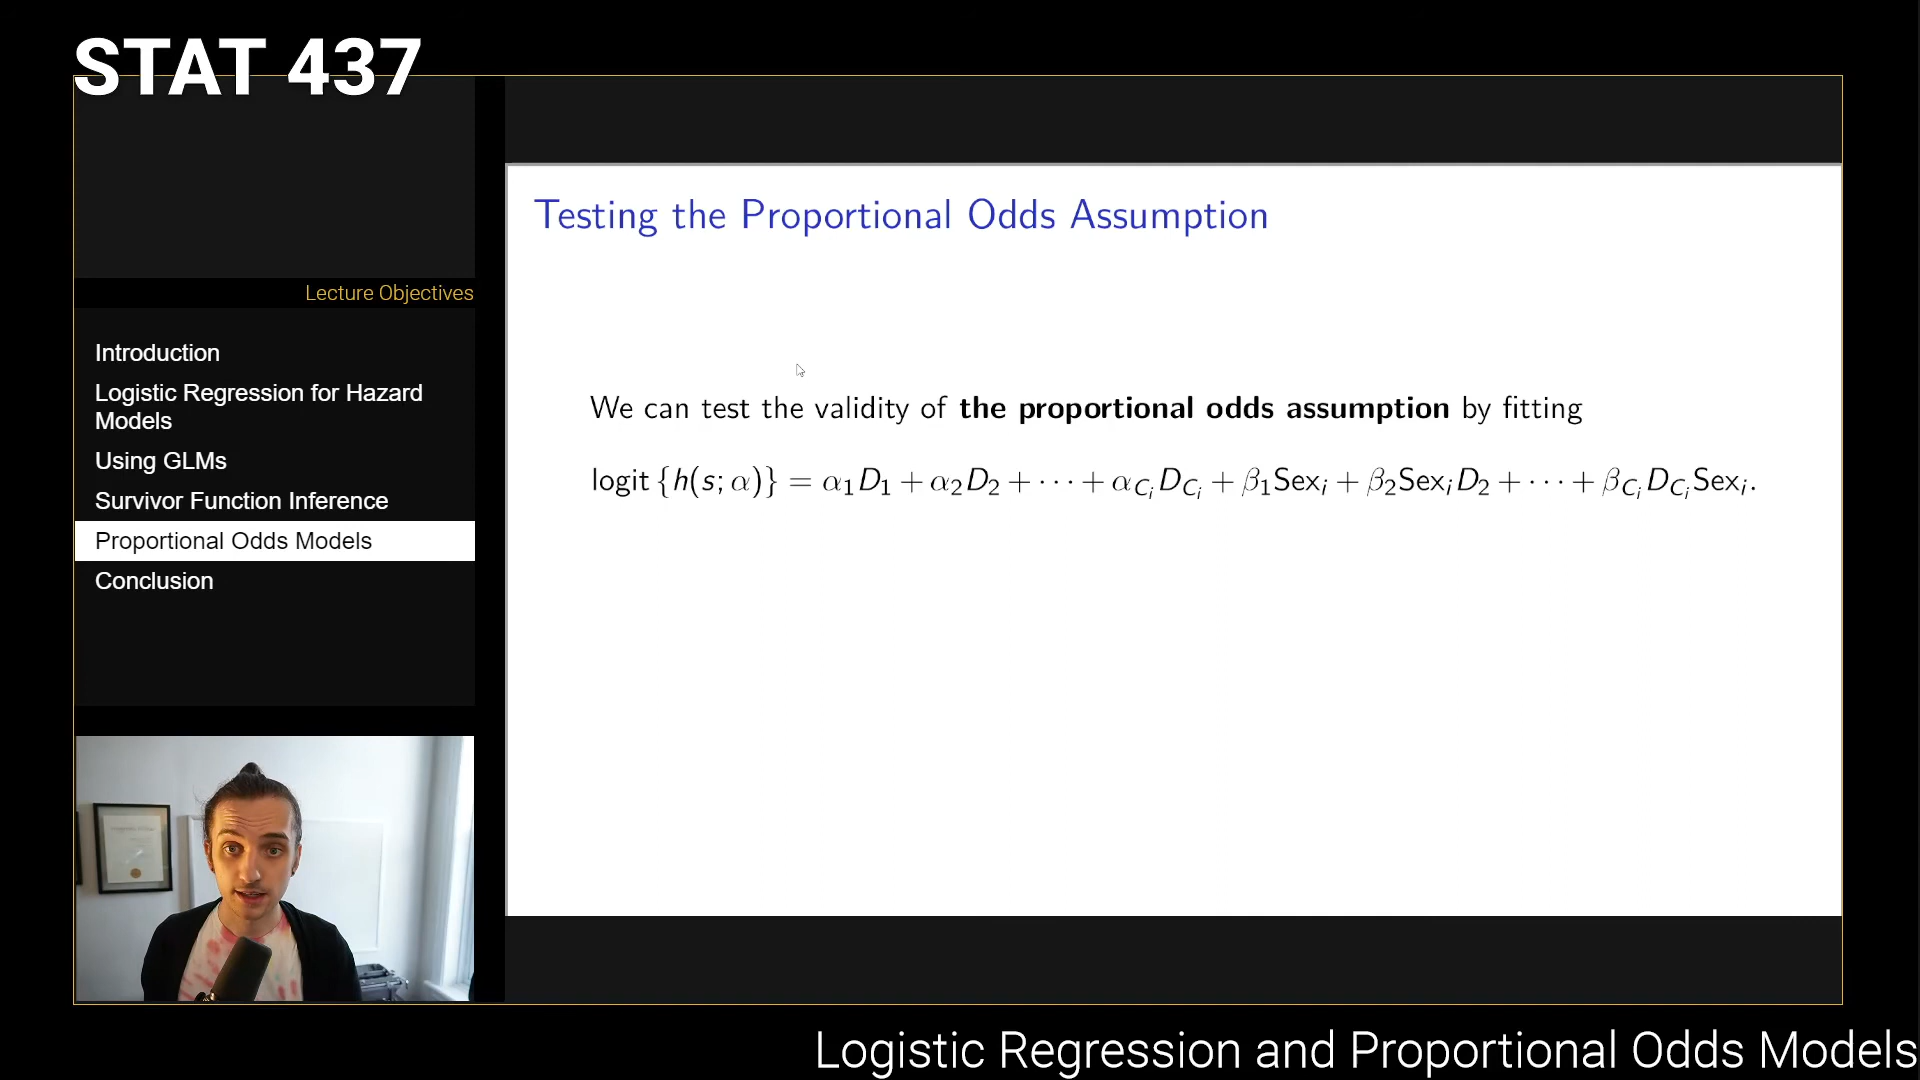 STAT 437
Lecture Objectives
Introduction
Logistic Regression for Hazard
Models
Using GLMs
Survivor Function Inference
Proportional Odds Models
Conclusion
Testing the Proportional Odds Assumption
We can test the validity of the proportional odds assumption by fitting
logit {h(s; α)} = α₁D₁ + α₂D₂ + ⋯ + α_{C_i}D_{C_i} + β₁Sex_i + β₂Sex_iD₂ + ⋯ + β_{C_i}D_{C_i}Sex_i.
Logistic Regression and Proportional Odds Models